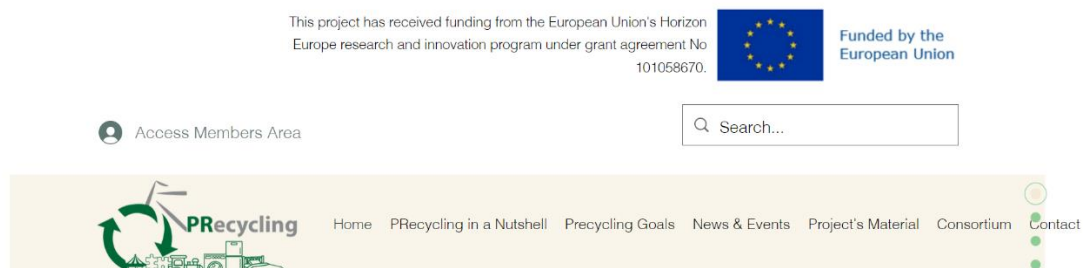 This project has received funding from the European Union's Horizon
Europe research and innovation program under grant agreement No
101058670.
Funded by the
European Union
Access Members Area
Search...
PRecycling
Home PRecycling in a Nutshell Precycling Goals News & Events Project's Material Consortium Contact